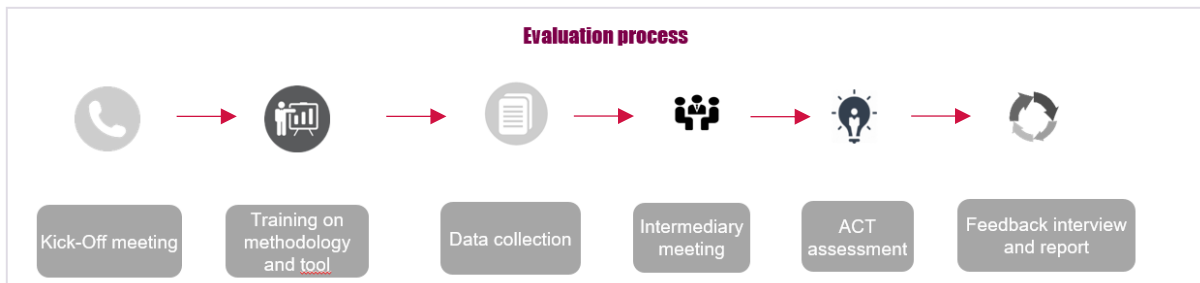 Evaluation process
Kick-Off meeting
Training on
methodology
and tool
Data collection
Intermediary
meeting
ACT
assessment
Feedback interview
and report